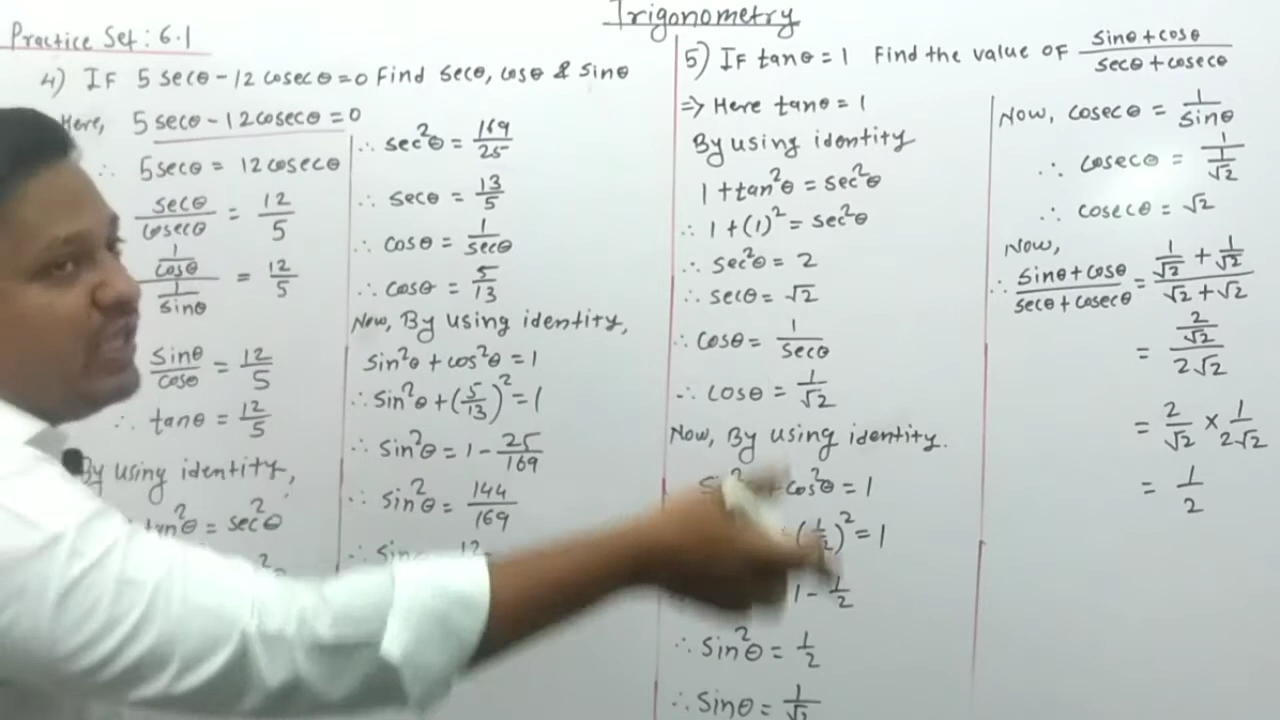 Trigonometry
Practice Set: 6.1
4) IF 5 secθ - 12 cosecθ = 0 Find secθ, cosθ & sinθ
Here, 5 secθ - 12 cosecθ = 0
∴ 5 secθ = 12 cosecθ
secθ/cosecθ = 12/5
(1/cosθ)/(1/sinθ) = 12/5
sinθ/cosθ = 12/5
∴ tanθ = 12/5
By using identity,
tan²θ = sec²θ
∴ sec²θ = 169/25
∴ secθ = 13/5
∴ cosθ = 1/secθ
∴ cosθ = 5/13
Now, By using identity,
sin²θ + cos²θ = 1
∴ sin²θ + (5/13)² = 1
∴ sin²θ = 1 - 25/169
∴ sin²θ = 144/169
∴ sin
5) IF tanθ = 1 Find the value of (sinθ + cosθ)/(secθ + cosecθ)
⇒ Here tanθ = 1
By using identity
1 + tan²θ = sec²θ
∴ 1 + (1)² = sec²θ
∴ sec²θ = 2
∴ secθ = √2
∴ cosθ = 1/secθ
∴ cosθ = 1/√2
Now, By using identity.
+ cos²θ = 1
(1/√2)² = 1
1 - 1/2
∴ sin²θ = 1/2
∴ sinθ = 1/√2
Now, cosecθ = 1/sinθ
∴ cosecθ = 1/(1/√2)
∴ cosecθ = √2
Now,
∴ (sinθ + cosθ)/(secθ + cosecθ) = (1/√2 + 1/√2)/(√2 + √2)
= (2/√2)/(2√2)
= 2/√2 × 1/2√2
= 1/2